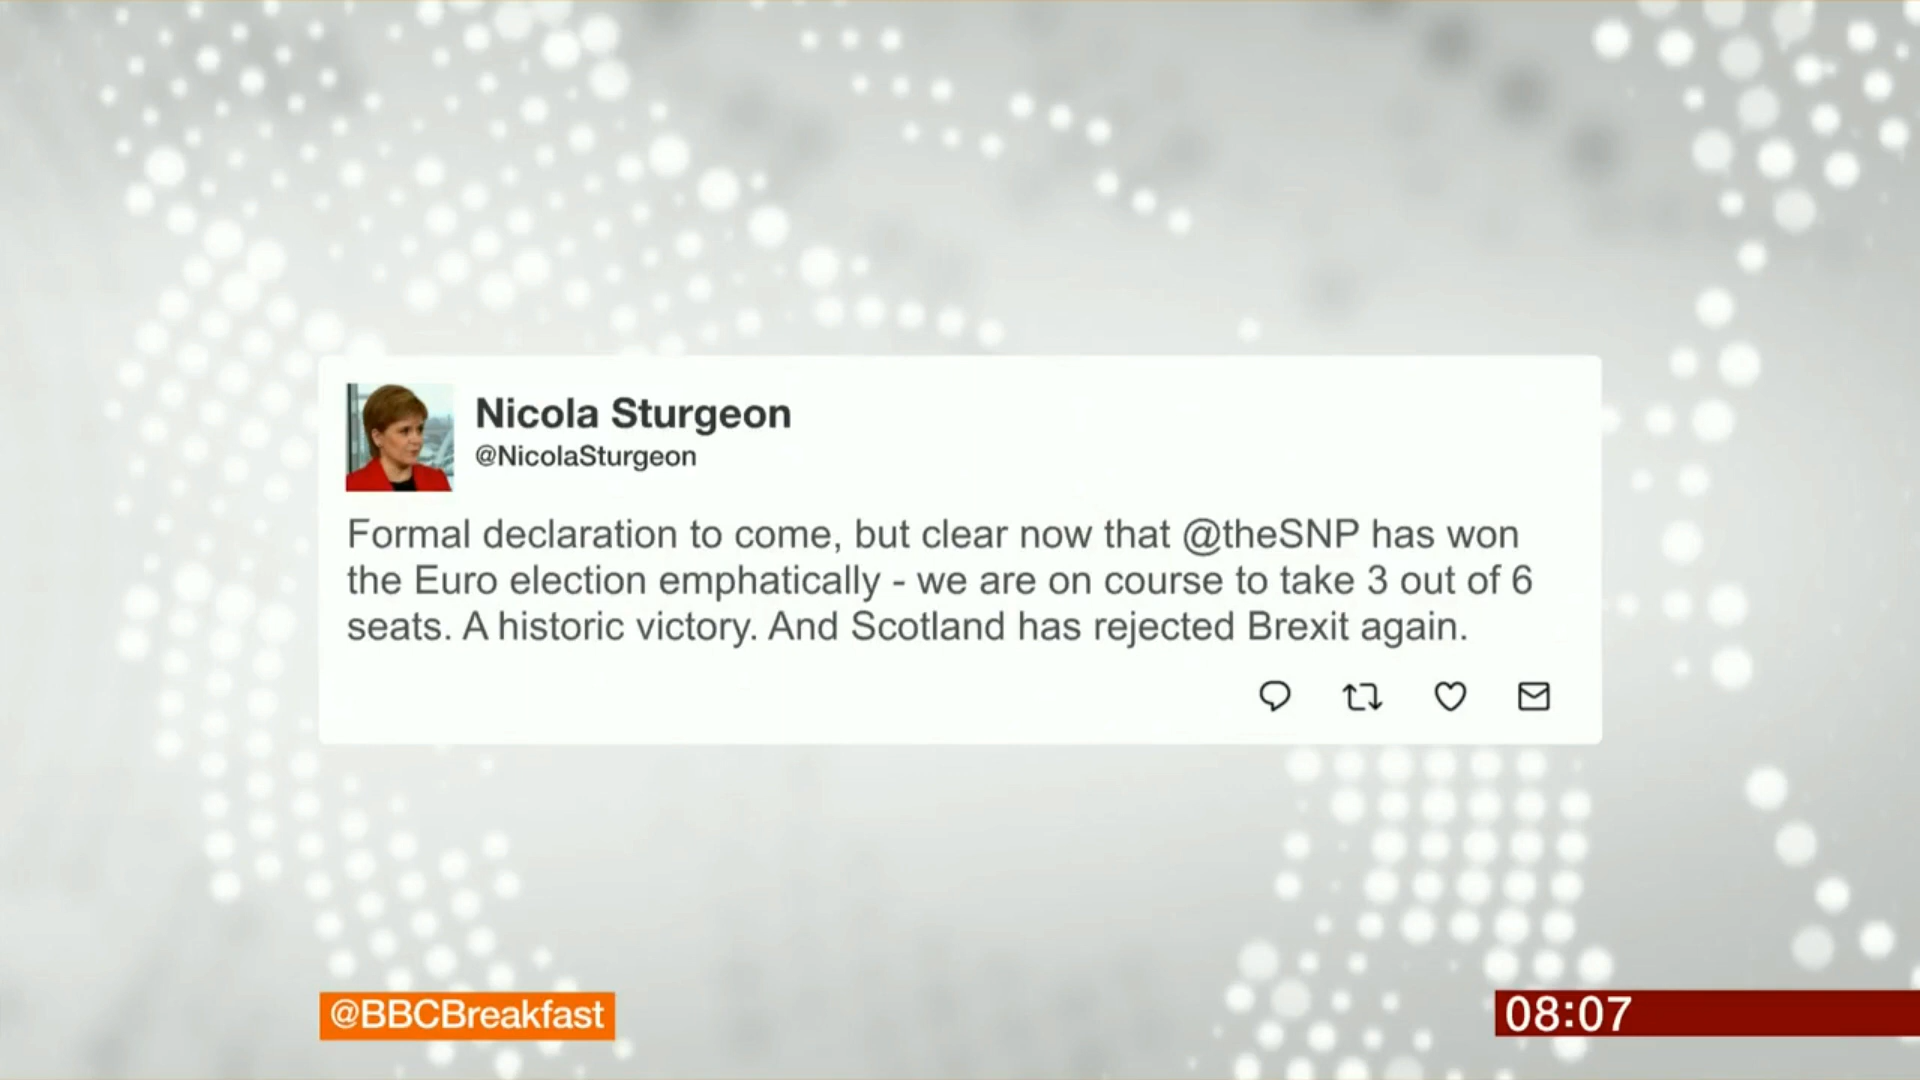 Nicola Sturgeon
@NicolaSturgeon
Formal declaration to come, but clear now that @theSNP has won
the Euro election emphatically - we are on course to take 3 out of 6
seats. A historic victory. And Scotland has rejected Brexit again.
@BBCBreakfast
08:07